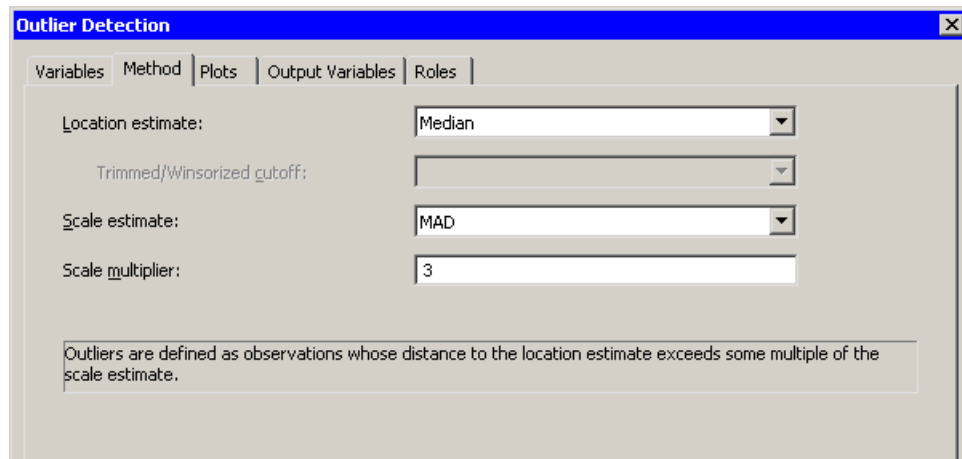 Outlier Detection
Variables Method Plots Output Variables Roles
Location estimate: Median
Trimmed/Winsorized cutoff:
Scale estimate: MAD
Scale multiplier: 3
Outliers are defined as observations whose distance to the location estimate exceeds some multiple of the
scale estimate.